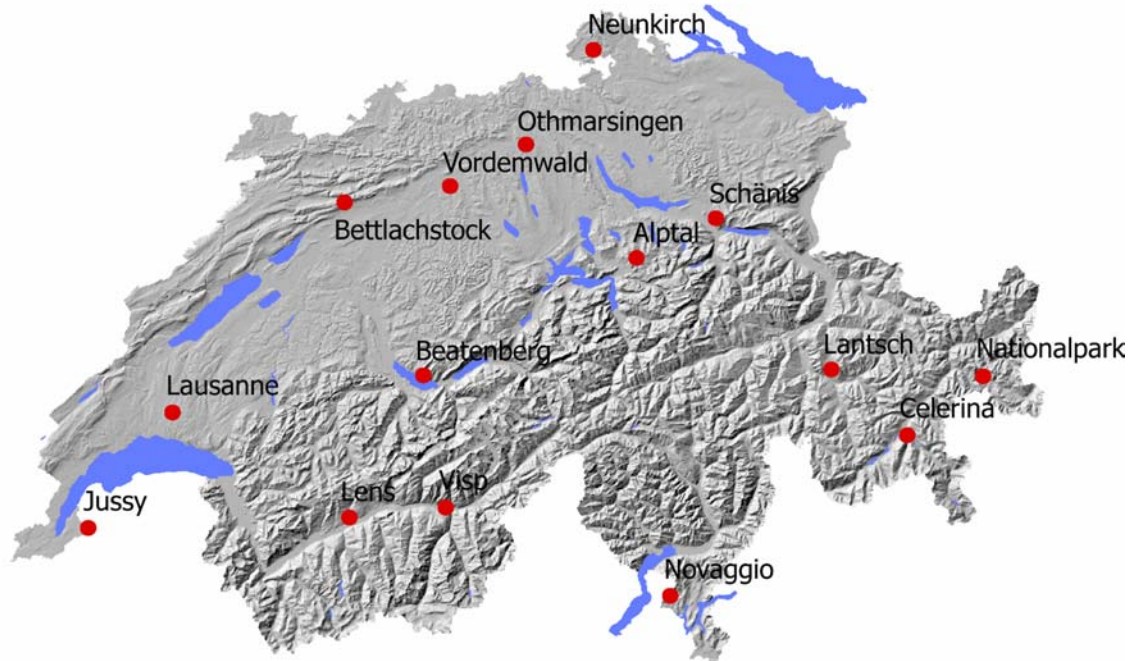 Neunkirch
Othmarsingen
Vordemwald
Schänis
Bettlachstock
Alptal
Beatenberg
Lantsch
Nationalpark
Lausanne
Celerina
Lens
Visp
Jussy
Novaggio